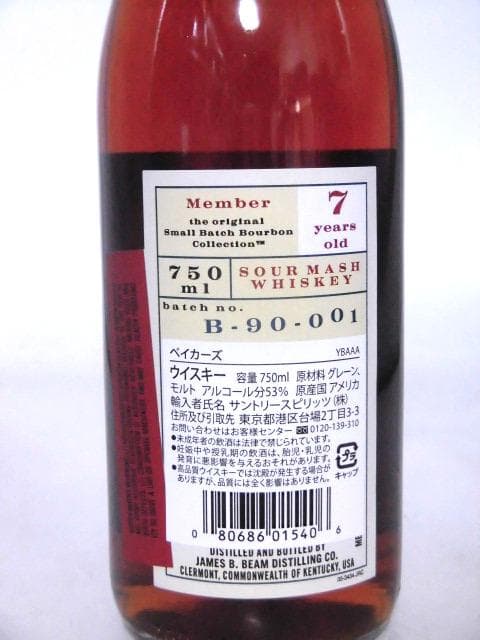 Member
the original
Small Batch Bourbon
Collection™
7
years
old
750
ml
SOUR MASH
WHISKEY
batch no.
B-90-001
ベイカーズ YBAAA
ウイスキー 容量 750ml 原材料 グレーン、
モルト アルコール分53% 原産国 アメリカ
輸入者氏名 サントリースピリッツ(株)
住所及び引取先 東京都港区台場2丁目3-3
お問い合わせはお客様センター 0120-139-310
●未成年者の飲酒は法律で禁じられています。
●妊娠中や授乳期の飲酒は、胎児・乳児の
発育に悪影響を与えるおそれがあります。
●高品質ウイスキーでは沈殿が発生する場合が
ありますが、品質には全く影響はありません。
プラ
キャップ
0 80686 01540 6
ME
DISTILLED AND BOTTLED BY
JAMES B. BEAM DISTILLING CO.
CLERMONT, COMMONWEALTH OF KENTUCKY, USA